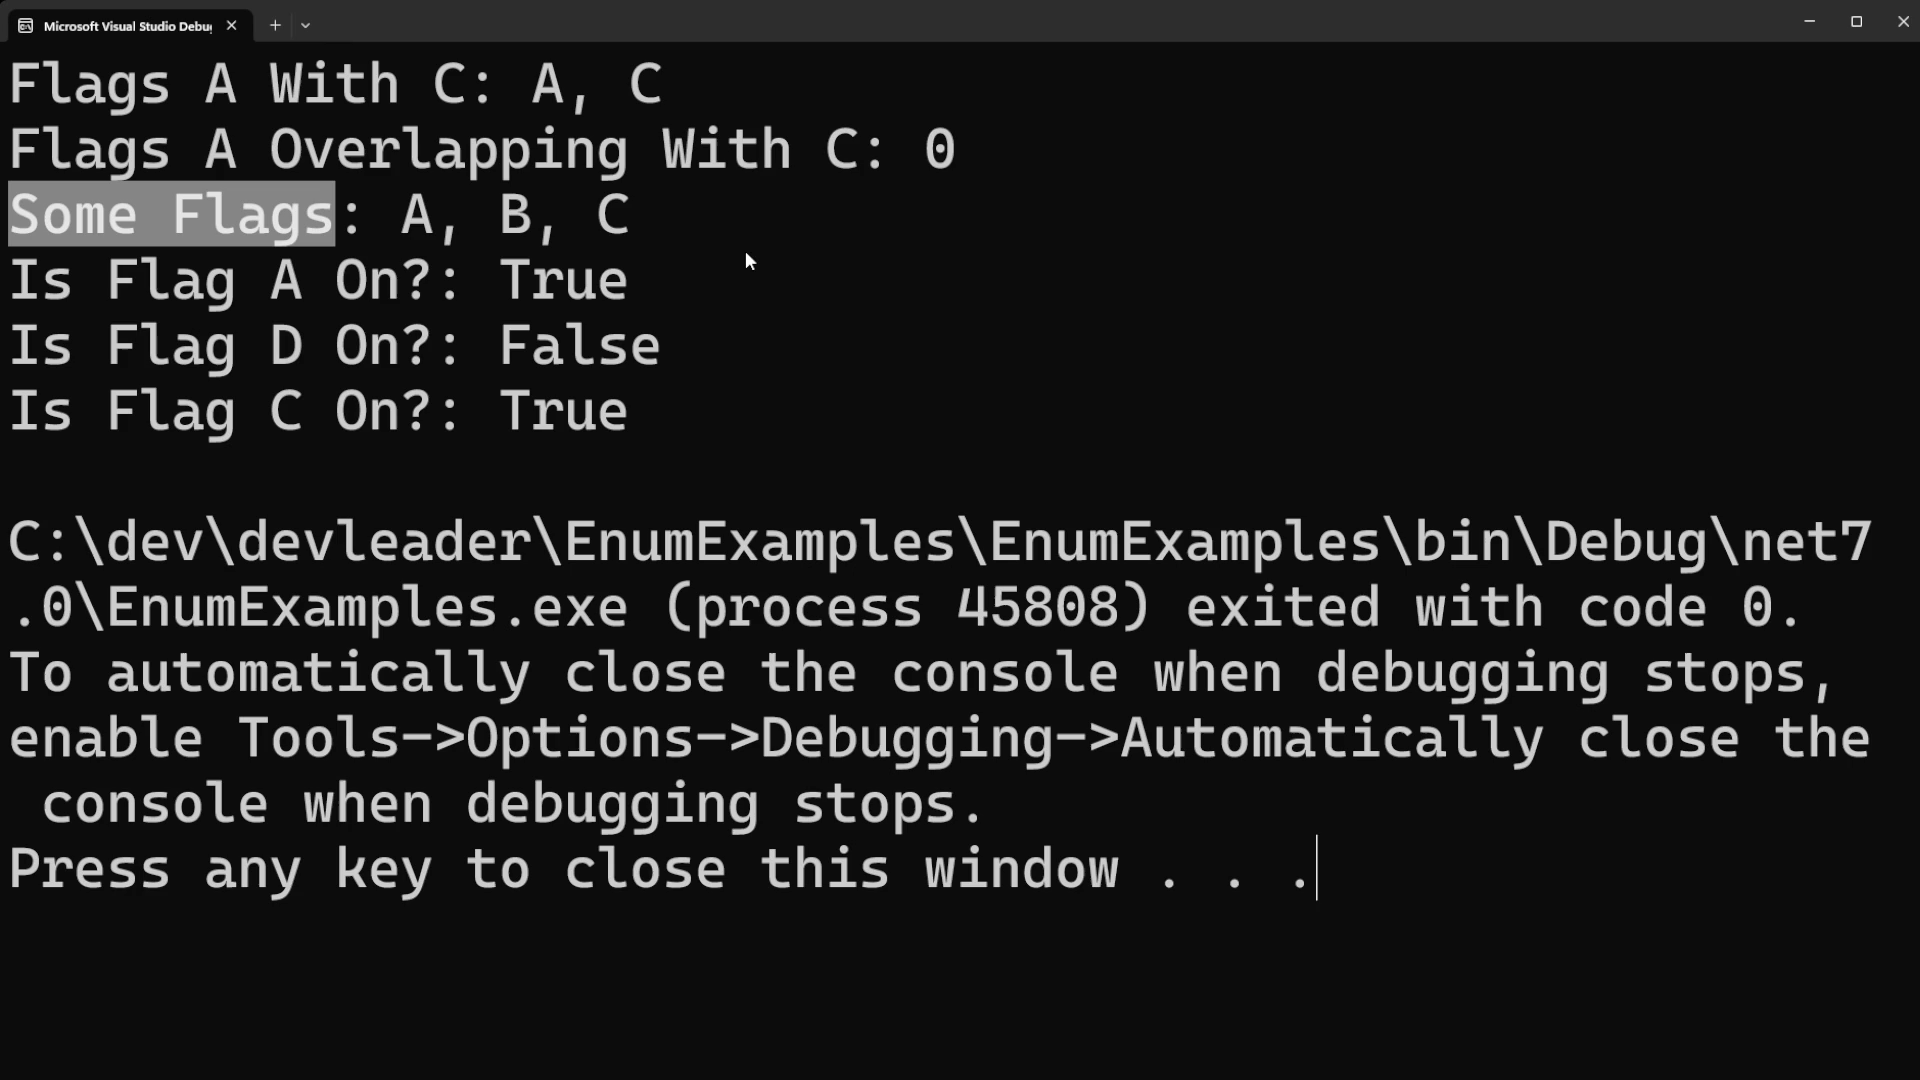 Microsoft Visual Studio Debu
Flags A With C: A, C
Flags A Overlapping With C: 0
Some Flags: A, B, C
Is Flag A On?: True
Is Flag D On?: False
Is Flag C On?: True
C:\dev\devleader\EnumExamples\EnumExamples\bin\Debug\net7
.0\EnumExamples.exe (process 45808) exited with code 0.
To automatically close the console when debugging stops,
enable Tools->Options->Debugging->Automatically close the
console when debugging stops.
Press any key to close this window . . .